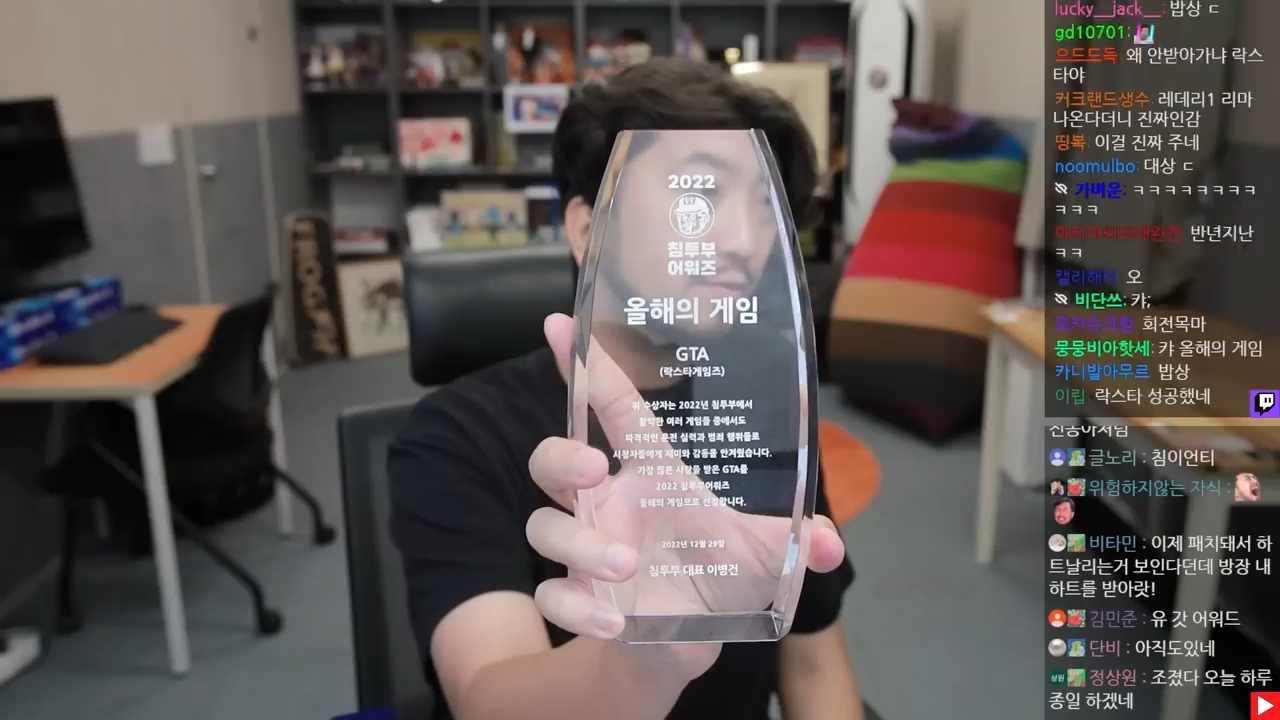 2022
침투부
어워즈
올해의 게임
GTA
(락스타게임즈)
위 수상자는 2022년 침투부에서
활약한 여러 게임들 중에서도
파격적인 운전 실력과 범죄 행위들로
시청자들에게 재미와 감동을 안겨줬습니다.
가장 많은 사랑을 받은 GTA를
2022 침투부어워즈
올해의 게임으로 선정합니다.
2022년 12월 29일
침투부 대표 이병건
lucky__jack__: 밥상 ㄷ
gd10701:
으드드득 왜 안받아가냐 락스
타야
커크랜드생수: 레데리1 리마
나온다더니 진짜인감
띵복: 이걸 진짜 주네
noomulbo: 대상 ㄷ
가벼운: ㅋㅋㅋㅋㅋㅋㅋㅋ
ㅋㅋㅋ
반년지난
ㅋㅋ
오
비단쓰: 캬;
회전목마
뭉뭉비아핫세: 캬 올해의 게임
카니발아무르 밥상
이립: 락스타 성공했네
글노리 : 침이언티
위험하지않는 자식 :
비타민 : 이제 패치돼서 하
트날리는거 보인다던데 방장 내
하트를 받아랏!
김민준 : 유 갓 어워드
단비 : 아직도있네
정상원 : 조졌다 오늘 하루
종일 하겠네